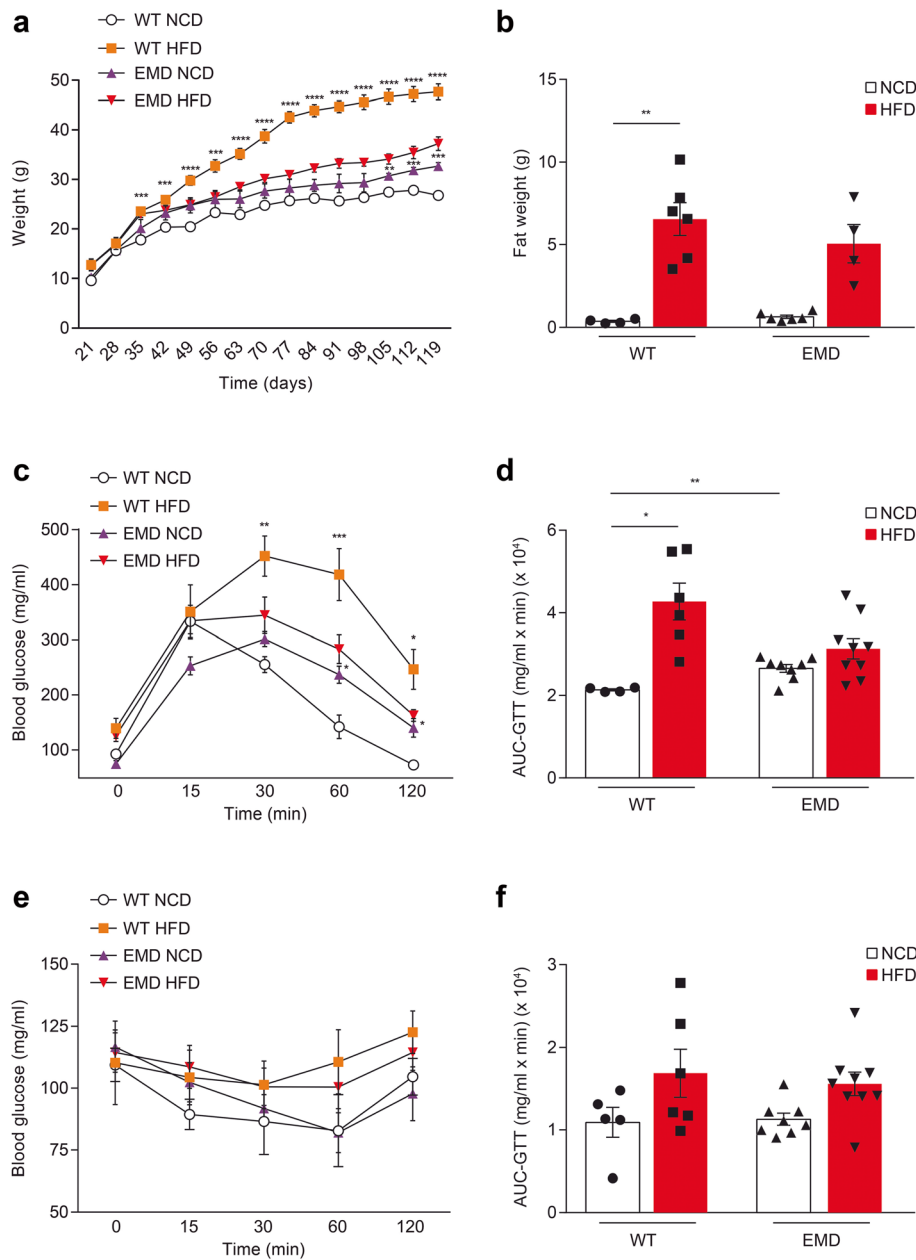 a
WT NCD
WT HFD
EMD NCD
EMD HFD
Weight (g)
50
40
30
20
10
0
*** *** **** *** **** **** **** **** **** **** **** **** ****
** *** ***
21 28 35 42 49 56 63 70 77 84 91 98 105 112 119
Time (days)
b
NCD
HFD
Fat weight (g)
15
10
5
0
**
WT EMD
c
WT NCD
WT HFD
EMD NCD
EMD HFD
Blood glucose (mg/ml)
500
400
300
200
100
** *** *
* *
0 15 30 60 120
Time (min)
d
NCD
HFD
AUC-GTT (mg/ml x min) (x 10⁴)
6
4
2
0
**
*
WT EMD
e
WT NCD
WT HFD
EMD NCD
EMD HFD
Blood glucose (mg/ml)
150
125
100
75
50
0 15 30 60 120
Time (min)
f
NCD
HFD
AUC-GTT (mg/ml x min) (x 10⁴)
3
2
1
0
WT EMD